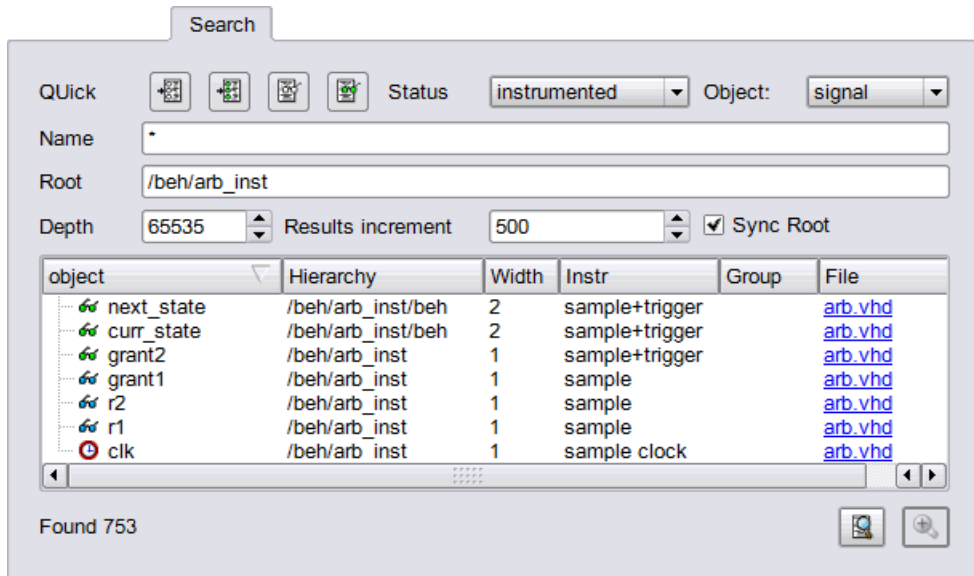 Search
QUick Status instrumented Object: signal
Name *
Root /beh/arb_inst
Depth 65535 Results increment 500 Sync Root
object Hierarchy Width Instr Group File
next_state /beh/arb_inst/beh 2 sample+trigger arb.vhd
curr_state /beh/arb_inst/beh 2 sample+trigger arb.vhd
grant2 /beh/arb_inst 1 sample+trigger arb.vhd
grant1 /beh/arb_inst 1 sample arb.vhd
r2 /beh/arb_inst 1 sample arb.vhd
r1 /beh/arb_inst 1 sample arb.vhd
clk /beh/arb_inst 1 sample clock arb.vhd
Found 753